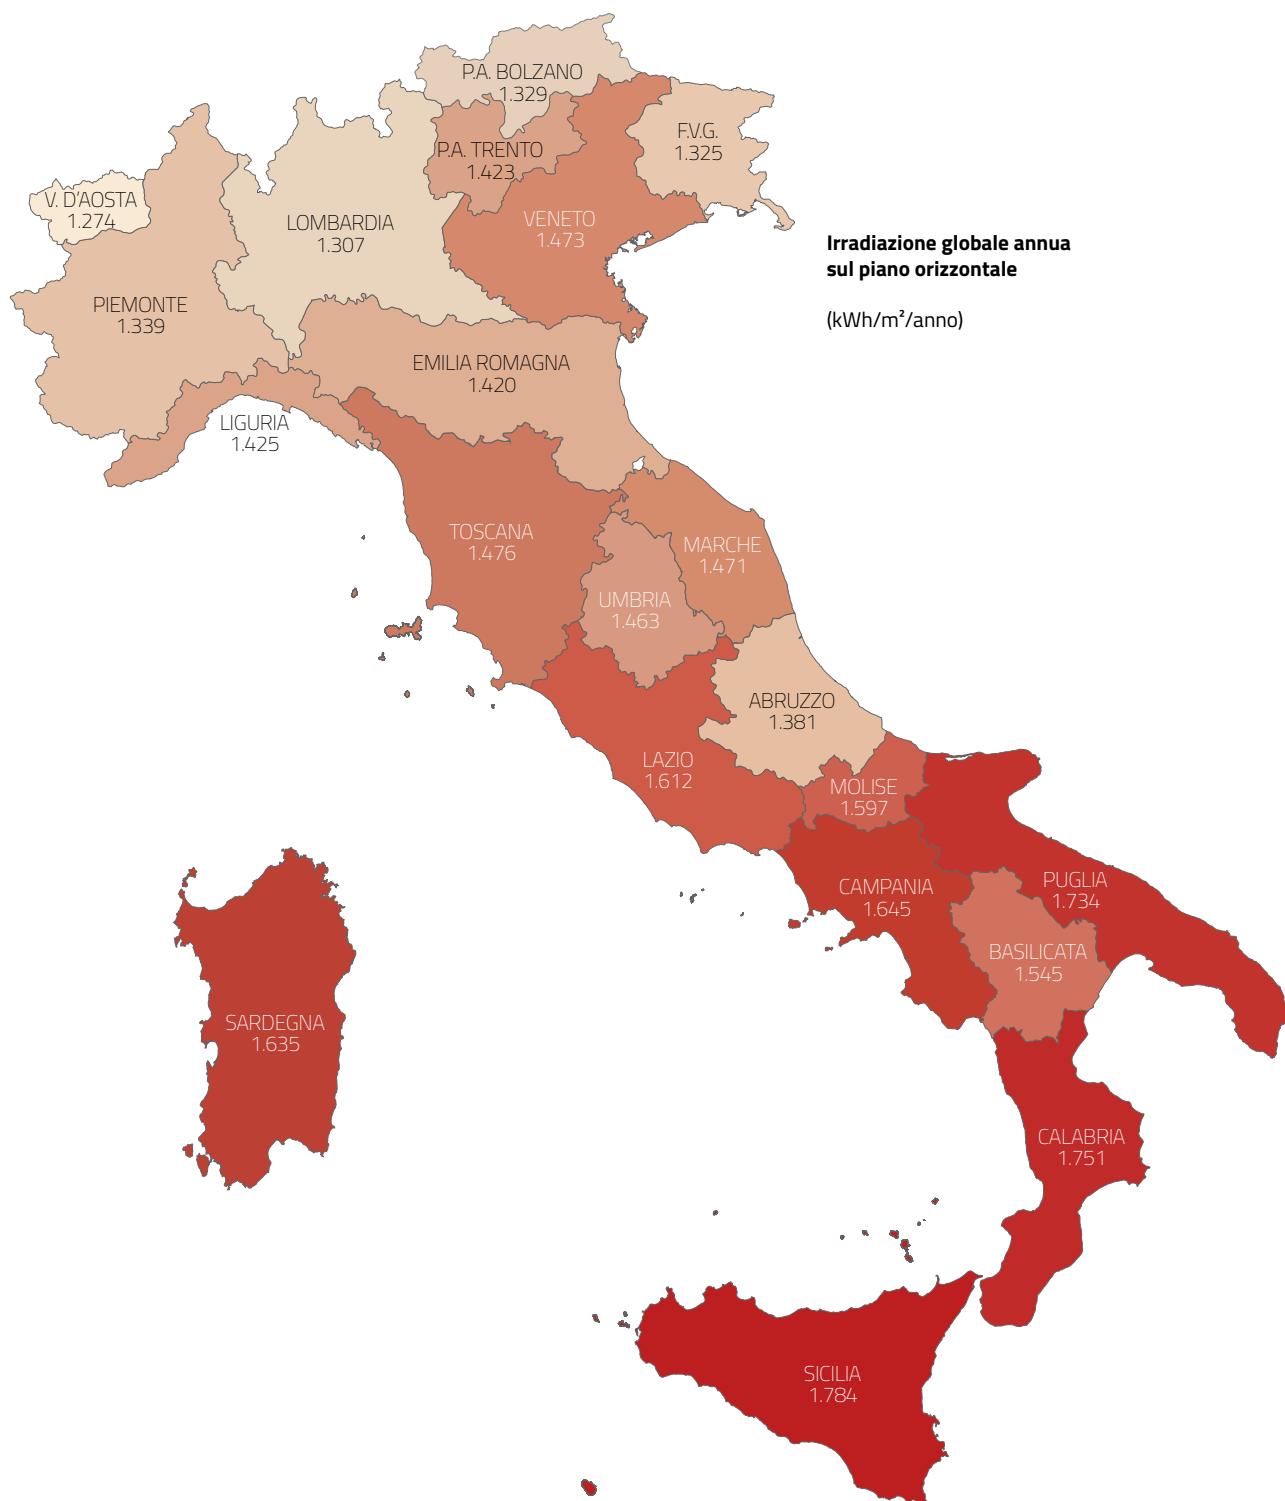 P.A. BOLZANO
1.329
F.V.G.
1.325
P.A. TRENTO
1.423
V. D'AOSTA
1.274
LOMBARDIA
1.307
VENETO
1.473
Irradiazione globale annua
sul piano orizzontale
(kWh/m²/anno)
PIEMONTE
1.339
EMILIA ROMAGNA
1.420
LIGURIA
1.425
TOSCANA
1.476
MARCHE
1.471
UMBRIA
1.463
ABRUZZO
1.381
LAZIO
1.612
MOLISE
1.597
CAMPANIA
1.645
PUGLIA
1.734
BASILICATA
1.545
SARDEGNA
1.635
CALABRIA
1.751
SICILIA
1.784